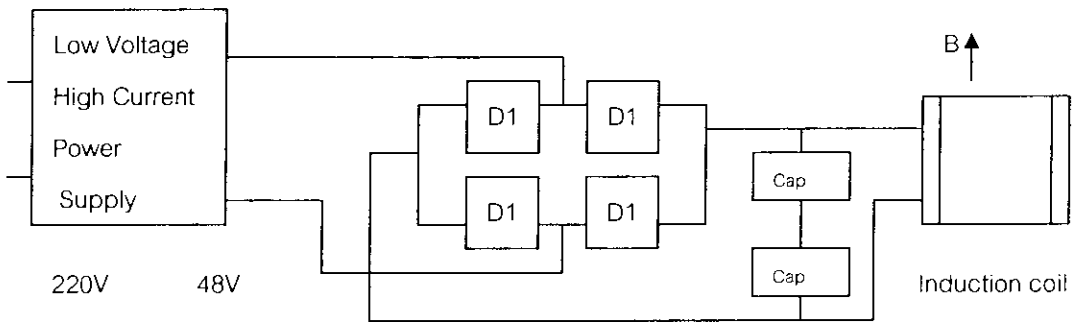 Low Voltage
High Current
Power
Supply
220V
48V
D1
D1
D1
D1
Cap
Cap
B
Induction coil